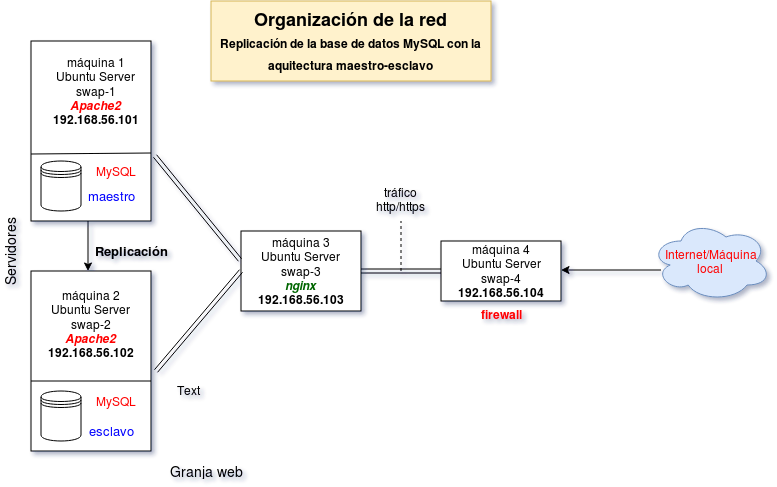 Organización de la red
Replicación de la base de datos MySQL con la
aquitectura maestro-esclavo
máquina 1
Ubuntu Server
swap-1
Apache2
192.168.56.101
MySQL
maestro
Servidores
Replicación
máquina 2
Ubuntu Server
swap-2
Apache2
192.168.56.102
MySQL
esclavo
Text
Granja web
máquina 3
Ubuntu Server
swap-3
nginx
192.168.56.103
tráfico
http/https
máquina 4
Ubuntu Server
swap-4
192.168.56.104
firewall
Internet/Máquina
local